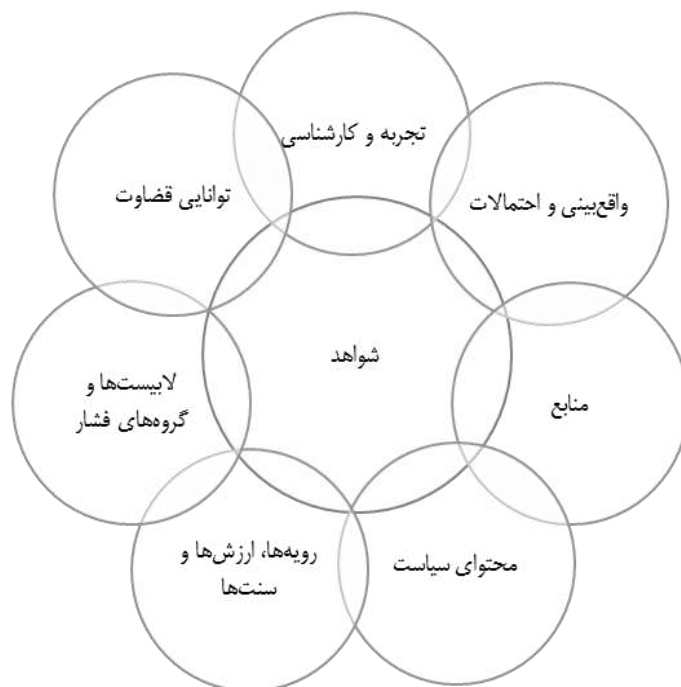 تجربه و کارشناسی
واقع‌بینی و احتمالات
توانایی قضاوت
شواهد
منابع
لابیست‌ها و
گروه‌های فشار
محتوای سیاست
رویه‌ها، ارزش‌ها و
سنت‌ها